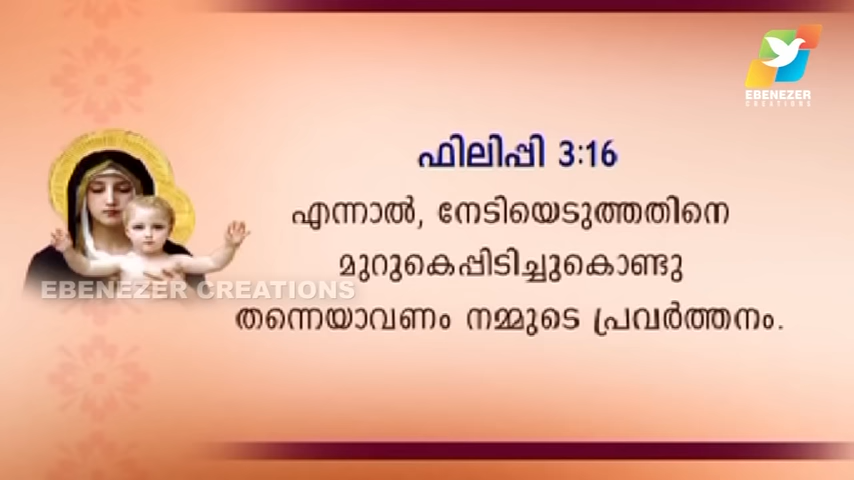 EBENEZER
CREATIONS
ഫിലിപ്പി 3:16
എന്നാൽ, നേടിയെടുത്തതിനെ
മുറുകെപ്പിടിച്ചുകൊണ്ടു
EBENEZER CREATIONS
തന്നെയാവണം നമ്മുടെ പ്രവർത്തനം.